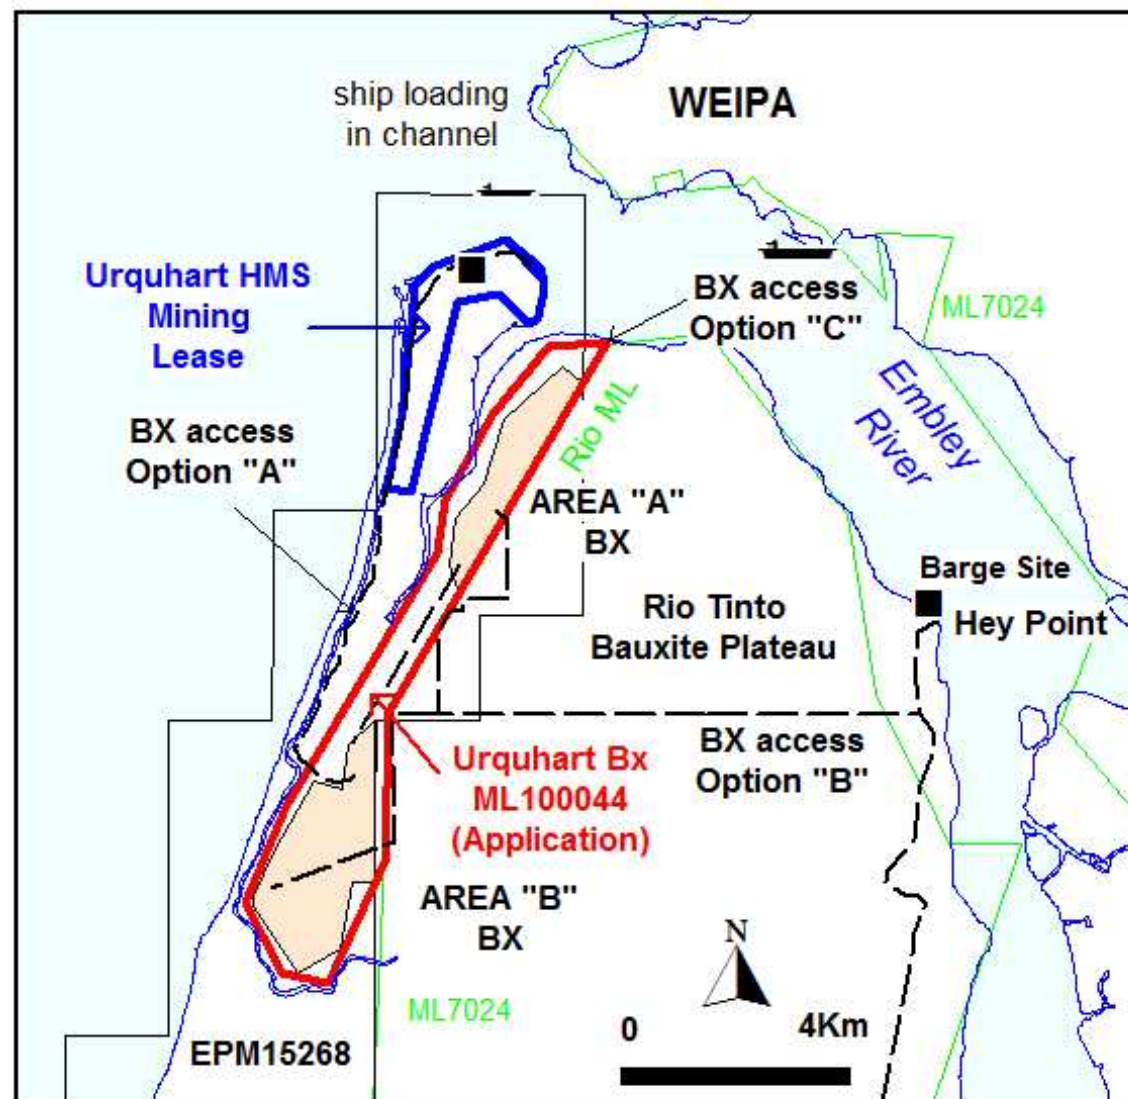 ship loading
in channel
WEIPA
Urquhart HMS
Mining
Lease
BX access
Option "C"
ML7024
Embley
River
BX access
Option "A"
Rio ML
AREA "A"
BX
Barge Site
Hey Point
Rio Tinto
Bauxite Plateau
BX access
Option "B"
Urquhart Bx
ML100044
(Application)
AREA "B"
BX
N
ML7024
0 4Km
EPM15268